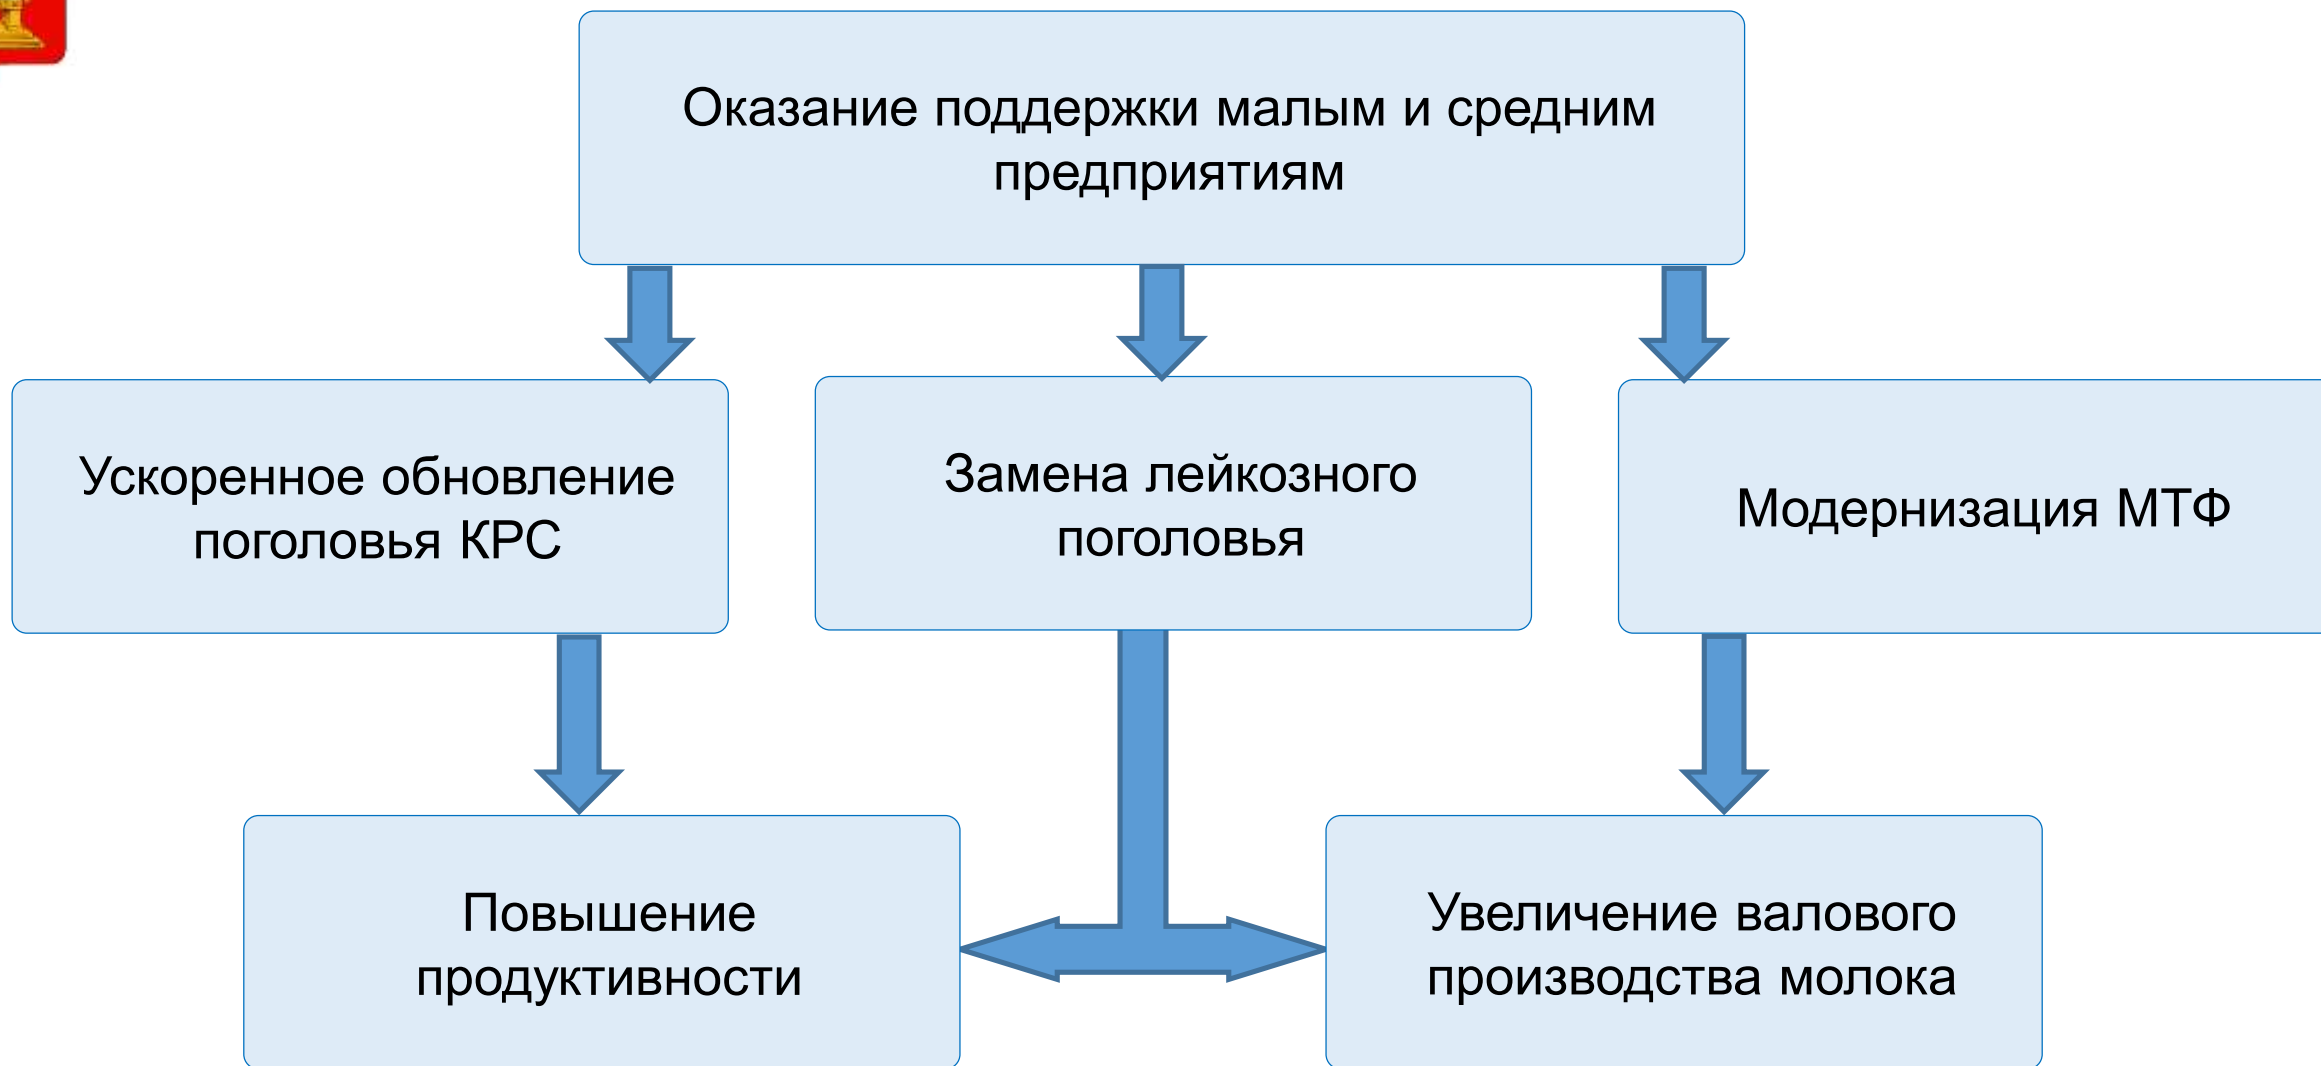 Оказание поддержки малым и средним
предприятиям
Ускоренное обновление
поголовья КРС
Замена лейкозного
поголовья
Модернизация МТФ
Повышение
продуктивности
Увеличение валового
производства молока